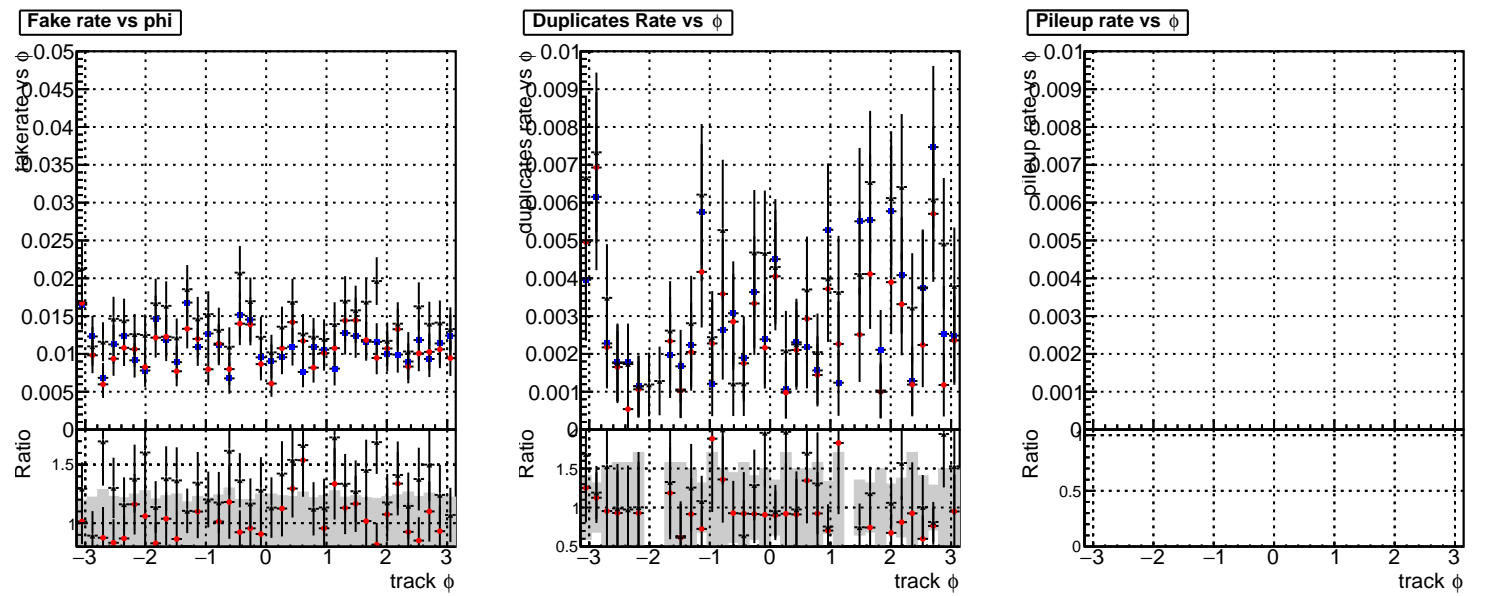 Fake rate vs phi
fakerate vs ϕ
0.05
0.045
0.04
0.035
0.03
0.025
0.02
0.015
0.01
0.005
0
Ratio
1.5
1
−3 −2 −1 0 1 2 3
track ϕ
Duplicates Rate vs ϕ
duplicates rate vs ϕ
0.01
0.009
0.008
0.007
0.006
0.005
0.004
0.003
0.002
0.001
0
Ratio
2
1.5
1
0.5
−3 −2 −1 0 1 2 3
track ϕ
Pileup rate vs ϕ
pileup rate vs ϕ
0.01
0.009
0.008
0.007
0.006
0.005
0.004
0.003
0.002
0.001
0
Ratio
0.5
0
−3 −2 −1 0 1 2 3
track ϕ